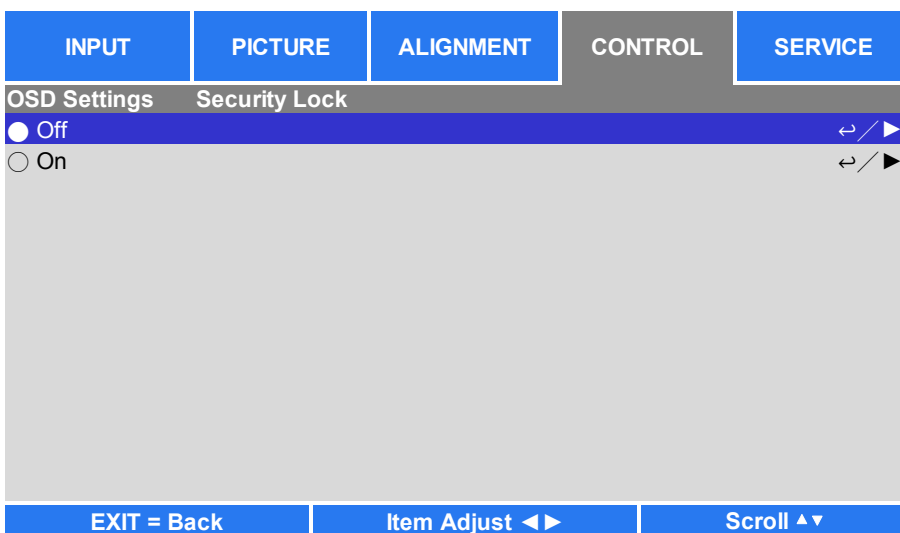 INPUT PICTURE ALIGNMENT CONTROL SERVICE
OSD Settings Security Lock
Off ↩／▶
On ↩／▶
EXIT = Back Item Adjust ◀▶ Scroll ▲▼